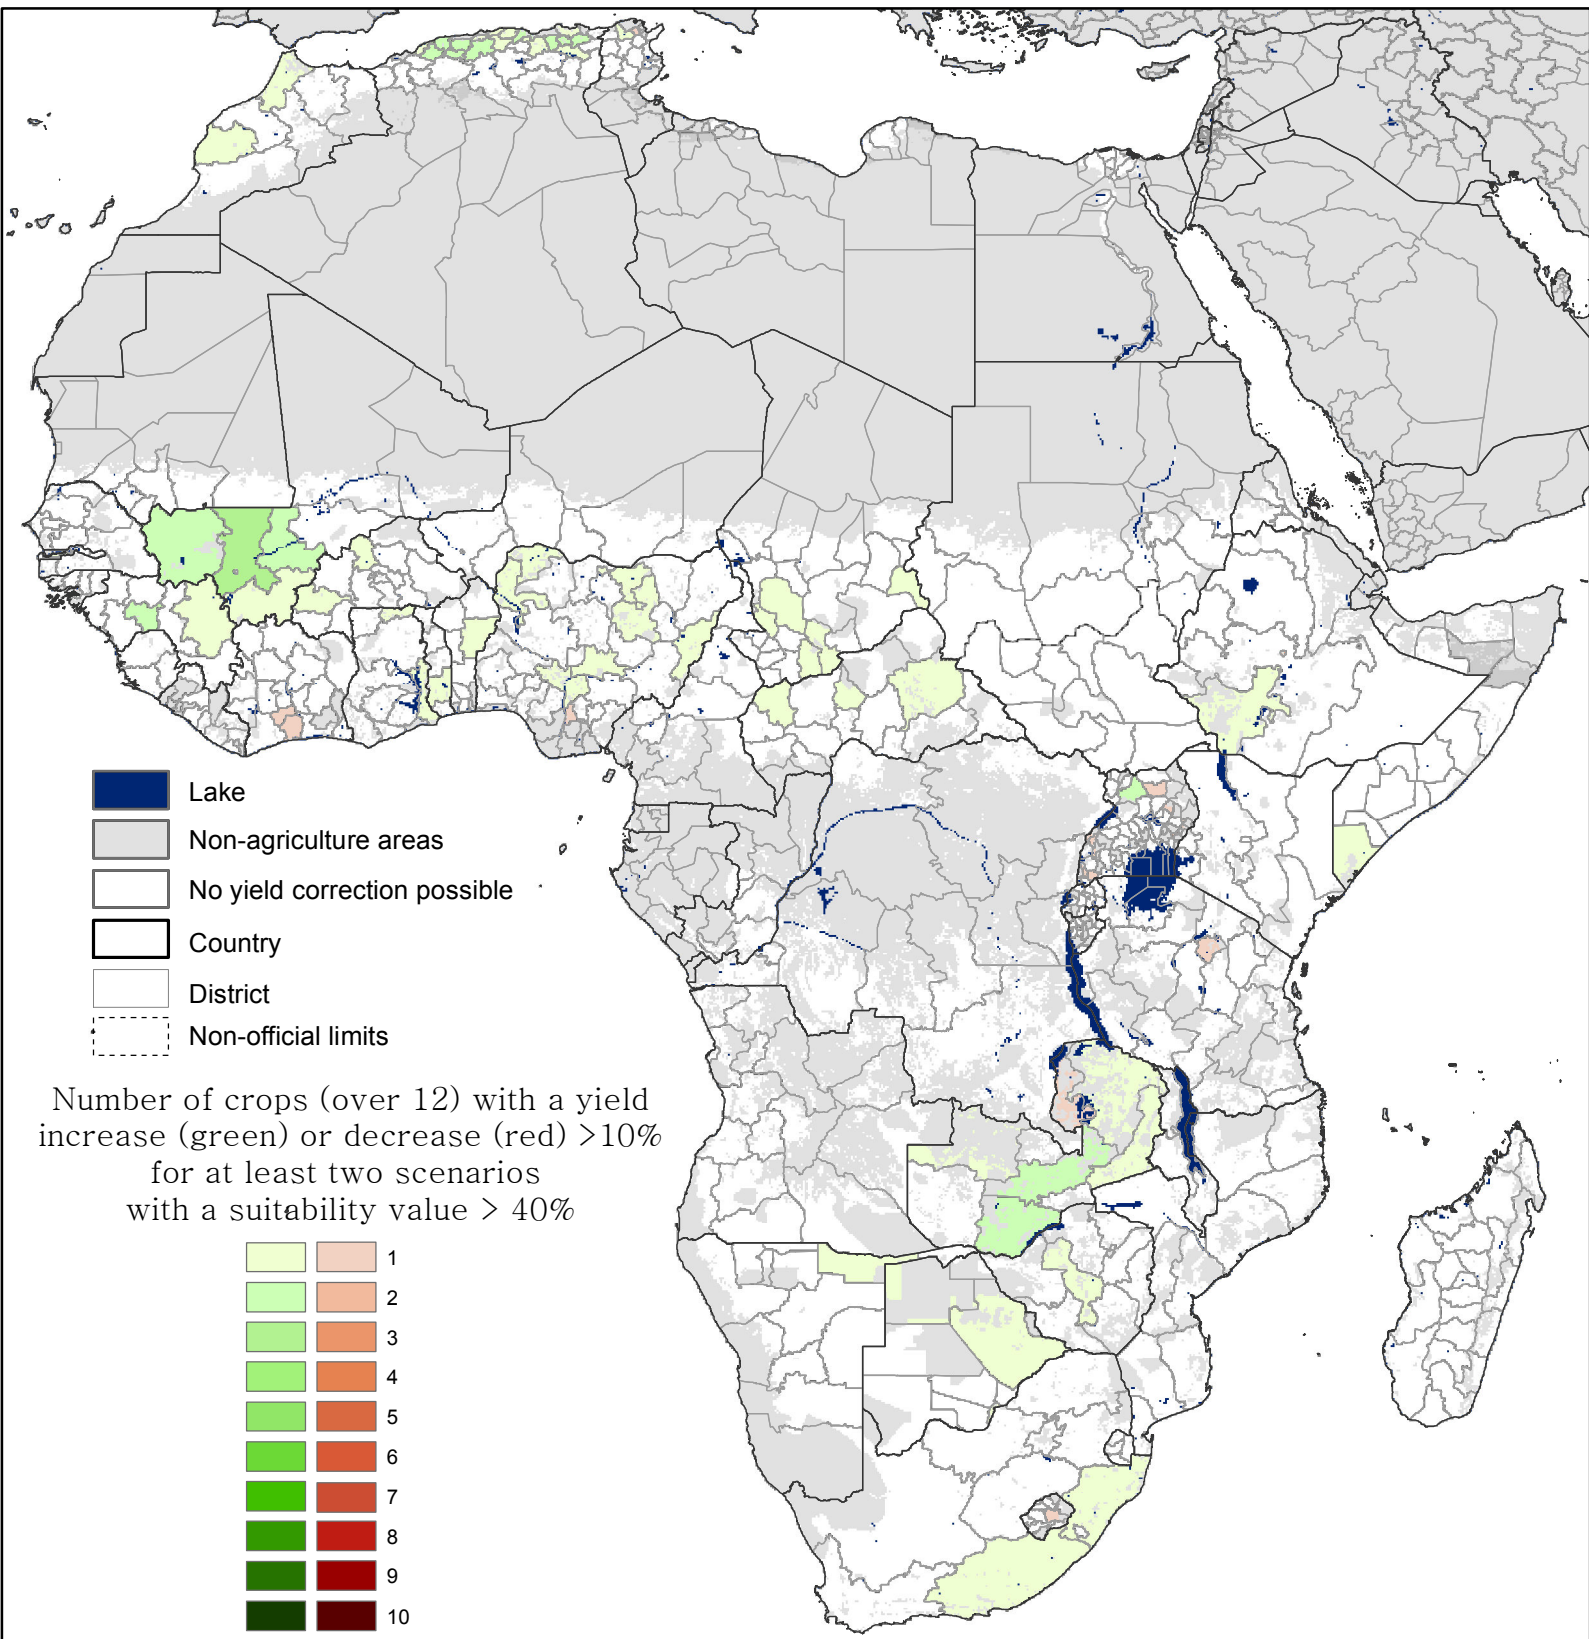 Lake
Non-agriculture areas
No yield correction possible
Country
District
Non-official limits
Number of crops (over 12) with a yield
increase (green) or decrease (red) >10%
for at least two scenarios
with a suitability value > 40%
1
2
3
4
5
6
7
8
9
10